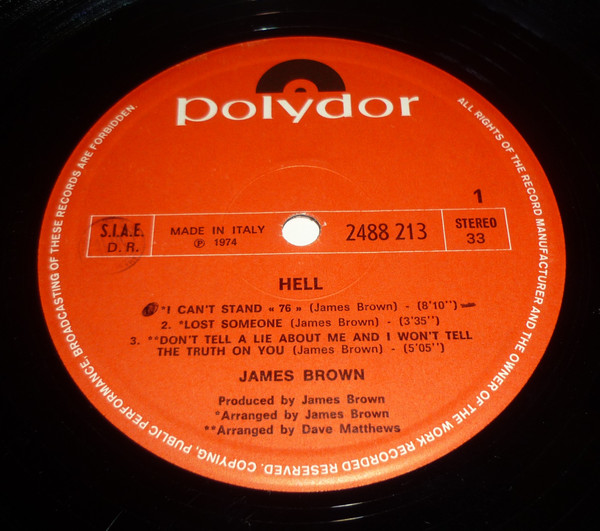 polydor
1
S.I.A.E.
D. R.
MADE IN ITALY
℗ 1974
2488 213
STEREO
33
HELL
*I CAN'T STAND « 76 » (James Brown) - (8'10'')
2. *LOST SOMEONE (James Brown) - (3'35'')
3. **DON'T TELL A LIE ABOUT ME AND I WON'T TELL
THE TRUTH ON YOU (James Brown) - (5'05'')
JAMES BROWN
Produced by James Brown
*Arranged by James Brown
**Arranged by Dave Matthews
ALL RIGHTS OF THE RECORD MANUFACTURER AND THE OWNER OF THE WORK RECORDED RESERVED. COPYING, PUBLIC PERFORMANCE, BROADCASTING OF THESE RECORDS ARE FORBIDDEN.